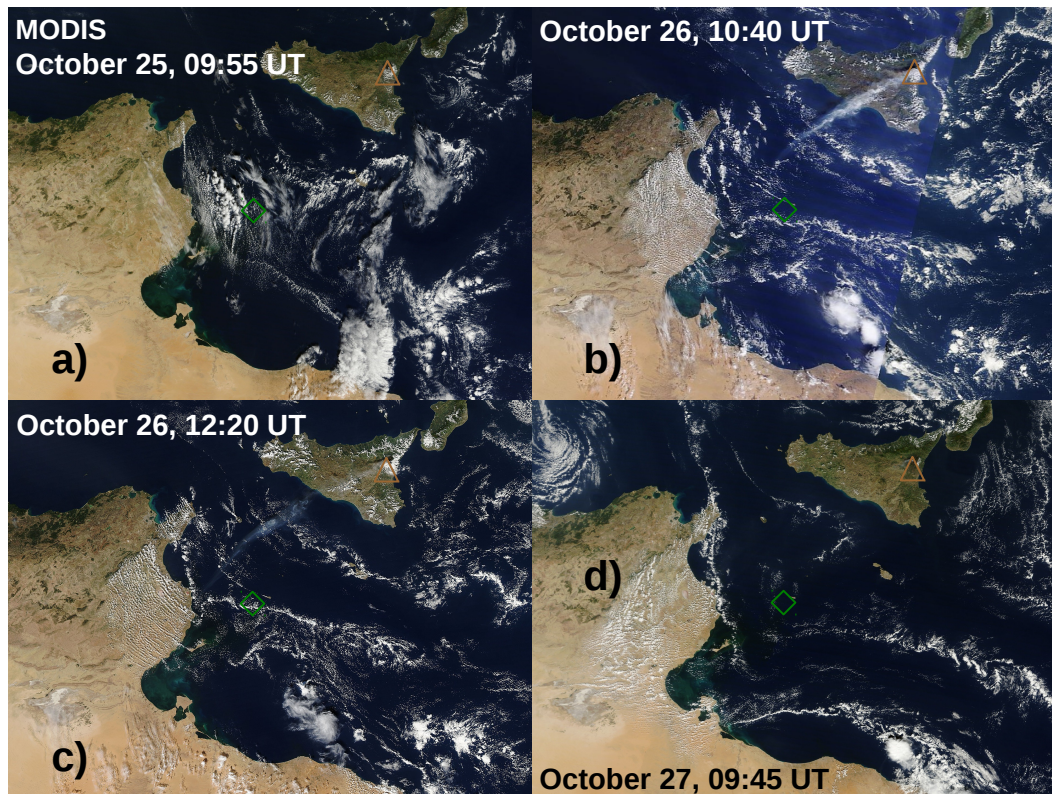 MODIS
October 25, 09:55 UT
a)
October 26, 10:40 UT
b)
October 26, 12:20 UT
c)
d)
October 27, 09:45 UT